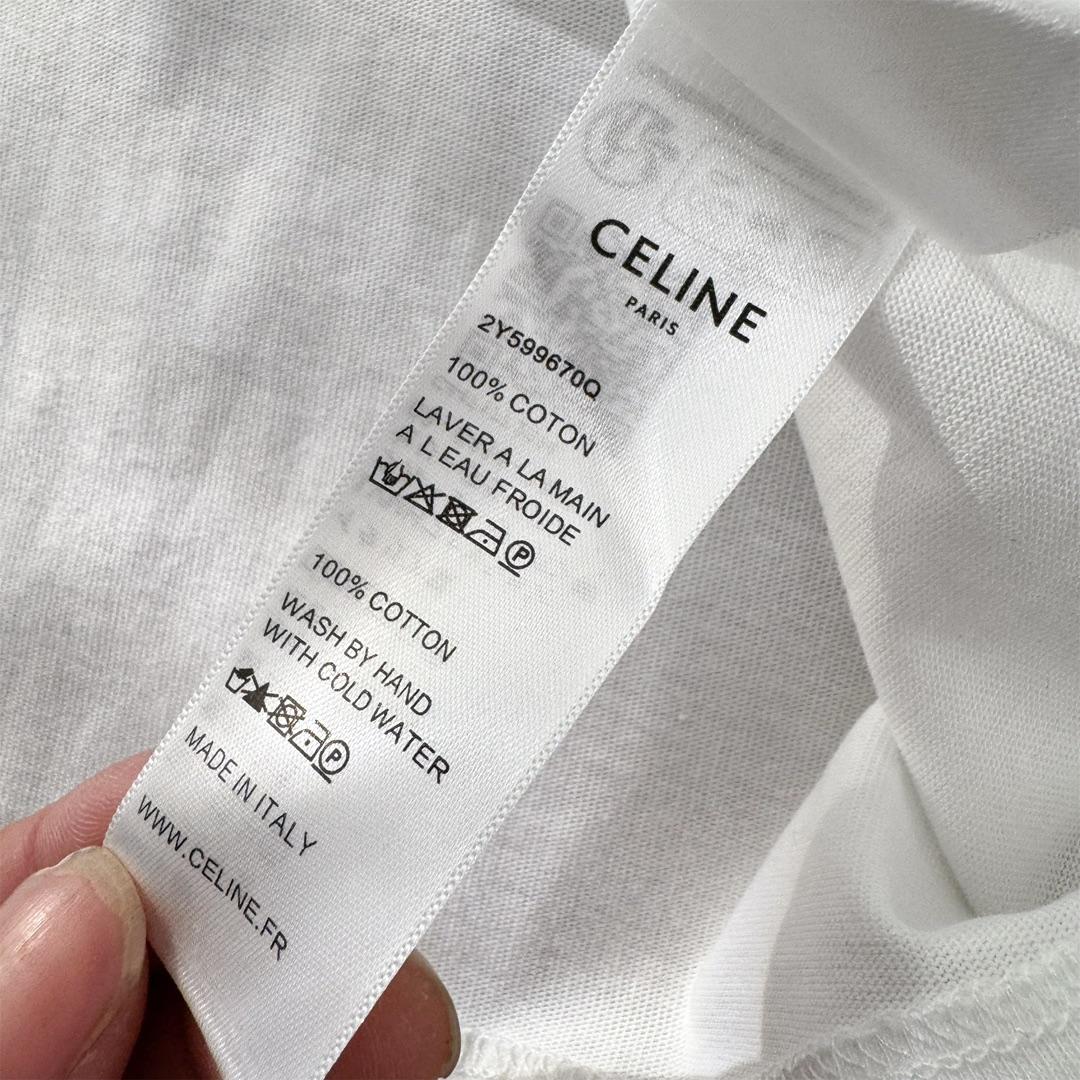 CELINE
PARIS
2Y599670Q
100% COTON
LAVER A LA MAIN
A L EAU FROIDE
P
100% COTTON
WASH BY HAND
WITH COLD WATER
P
MADE IN ITALY
WWW.CELINE.FR